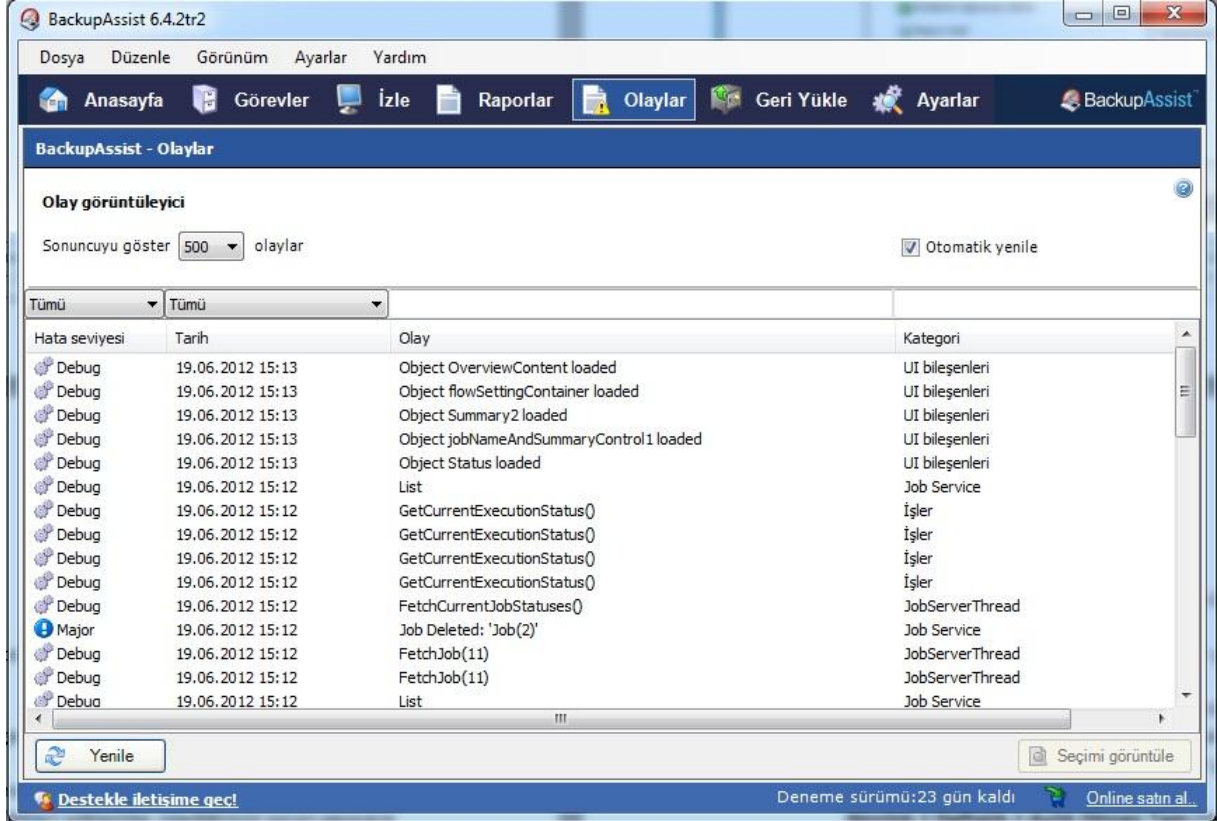 BackupAssist 6.4.2tr2
Dosya Düzenle Görünüm Ayarlar Yardım
Anasayfa Görevler İzle Raporlar Olaylar Geri Yükle Ayarlar BackupAssist™
BackupAssist - Olaylar
Olay görüntüleyici
Sonuncuyu göster 500 olaylar Otomatik yenile
Tümü Tümü
Hata seviyesi Tarih Olay Kategori
Debug 19.06.2012 15:13 Object OverviewContent loaded UI bileşenleri
Debug 19.06.2012 15:13 Object flowSettingContainer loaded UI bileşenleri
Debug 19.06.2012 15:13 Object Summary2 loaded UI bileşenleri
Debug 19.06.2012 15:13 Object jobNameAndSummaryControl1 loaded UI bileşenleri
Debug 19.06.2012 15:13 Object Status loaded UI bileşenleri
Debug 19.06.2012 15:12 List Job Service
Debug 19.06.2012 15:12 GetCurrentExecutionStatus() İşler
Debug 19.06.2012 15:12 GetCurrentExecutionStatus() İşler
Debug 19.06.2012 15:12 GetCurrentExecutionStatus() İşler
Debug 19.06.2012 15:12 GetCurrentExecutionStatus() İşler
Debug 19.06.2012 15:12 FetchCurrentJobStatuses() JobServerThread
Major 19.06.2012 15:12 Job Deleted: 'Job(2)' Job Service
Debug 19.06.2012 15:12 FetchJob(11) JobServerThread
Debug 19.06.2012 15:12 FetchJob(11) JobServerThread
Debug 19.06.2012 15:12 List Job Service
Yenile Seçimi görüntüle
Destekle iletişime geç! Deneme sürümü:23 gün kaldı Online satın al..